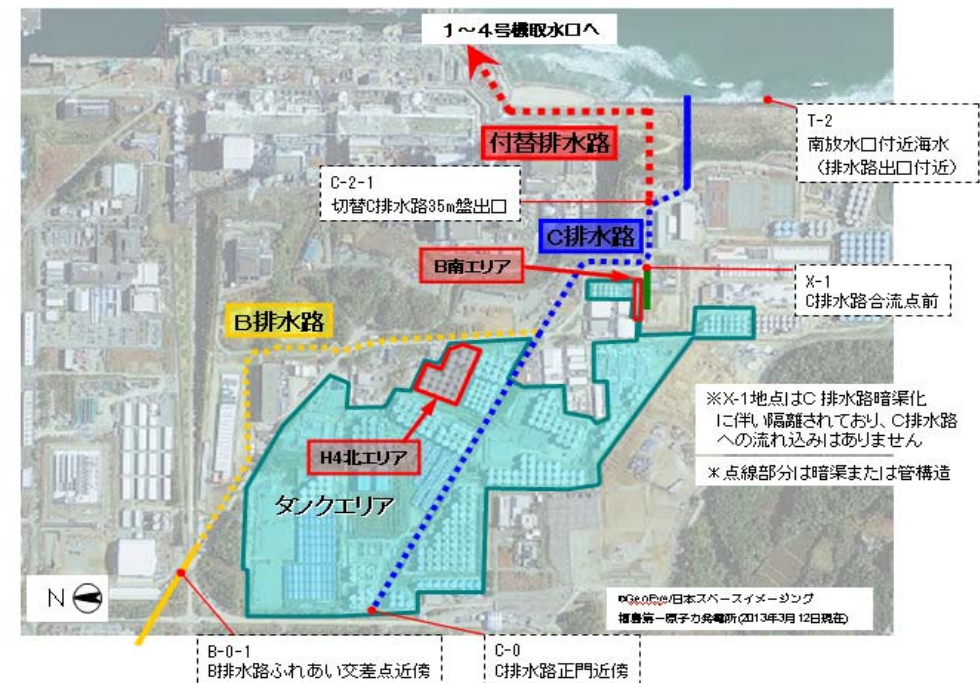 1～4号機取水口へ
T-2
南放水口付近海水
（排水路出口付近）
付替排水路
C-2-1
切替C排水路35m盤出口
C排水路
B南エリア
X-1
C排水路合流点前
B排水路
※X-1地点はC 排水路暗渠化
に伴い隔離されており、C排水路
への流れ込みはありません
＊点線部分は暗渠または管構造
H4北エリア
タンクエリア
N
©GeoEye/日本スペースイメージング
福島第一原子力発電所(2013年3月12日現在)
B-0-1
B排水路ふれあい交差点近傍
C-0
C排水路正門近傍